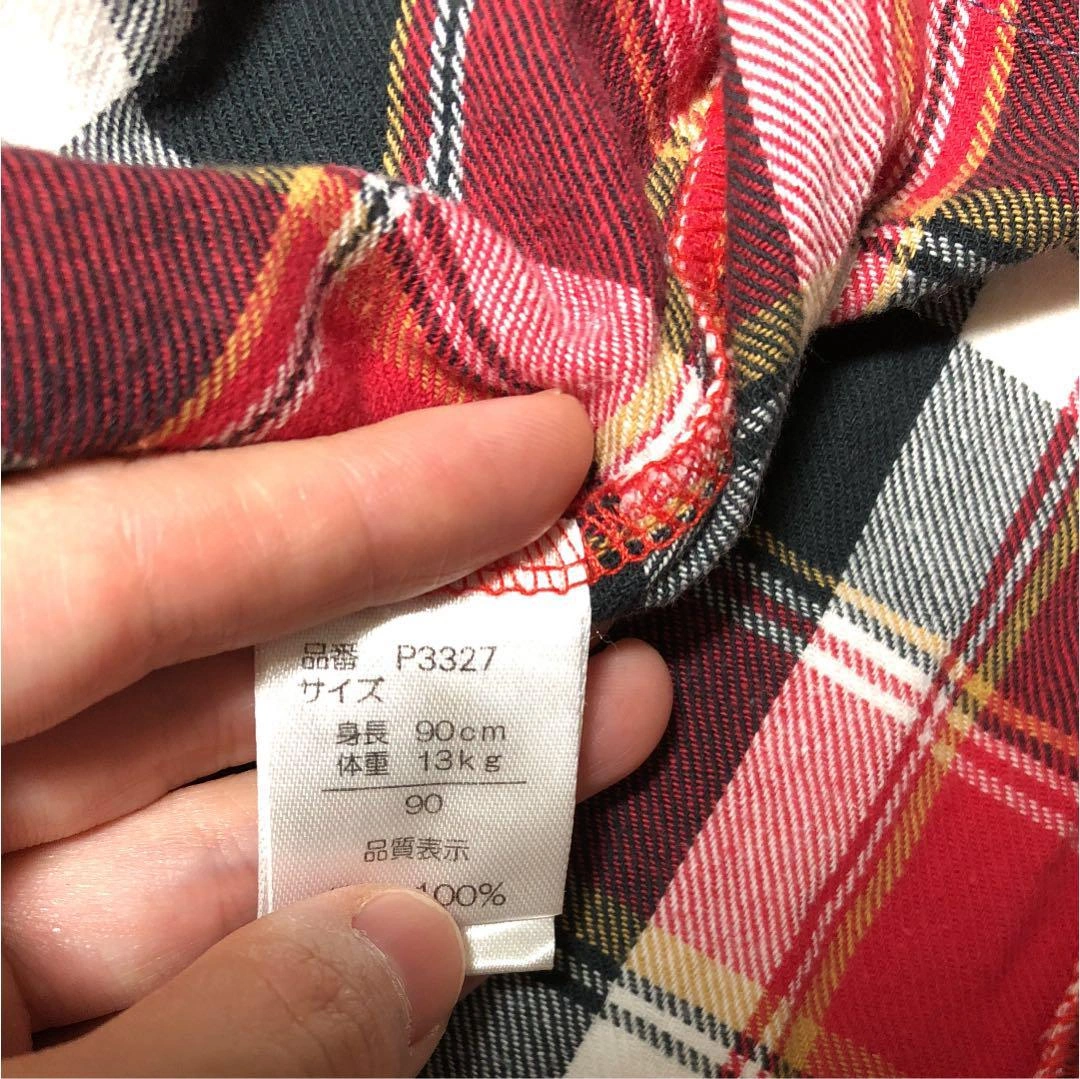 品番 P3327
サイズ
身長 90cm
体重 13kg
90
品質表示
100%